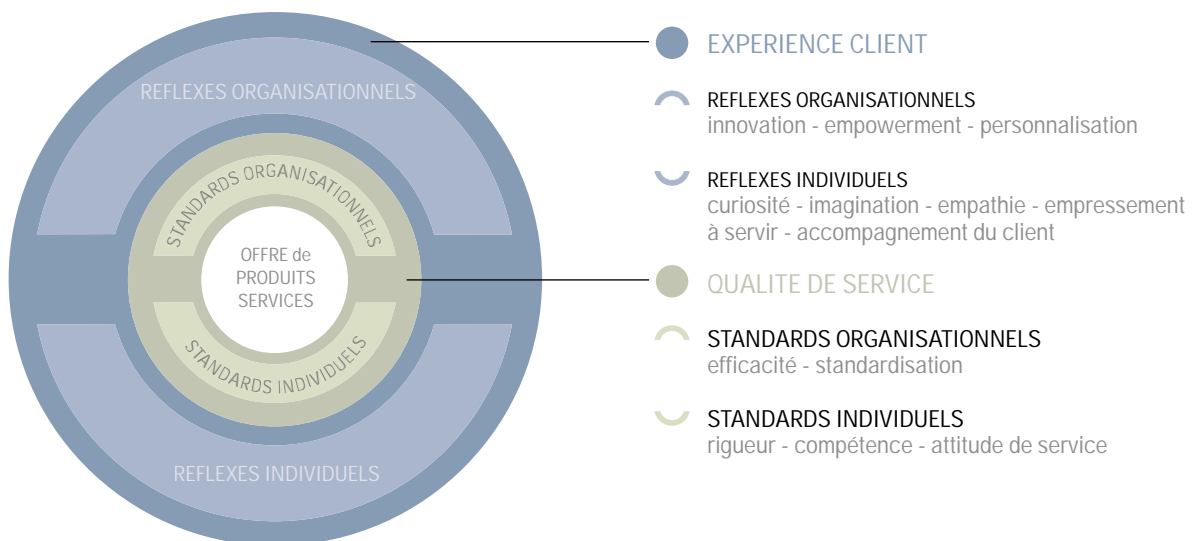 REFLEXES ORGANISATIONNELS
STANDARDS ORGANISATIONNELS
OFFRE de
PRODUITS
SERVICES
STANDARDS INDIVIDUELS
REFLEXES INDIVIDUELS
EXPERIENCE CLIENT
REFLEXES ORGANISATIONNELS
innovation - empowerment - personnalisation
REFLEXES INDIVIDUELS
curiosité - imagination - empathie - empressement
à servir - accompagnement du client
QUALITE DE SERVICE
STANDARDS ORGANISATIONNELS
efficacité - standardisation
STANDARDS INDIVIDUELS
rigueur - compétence - attitude de service